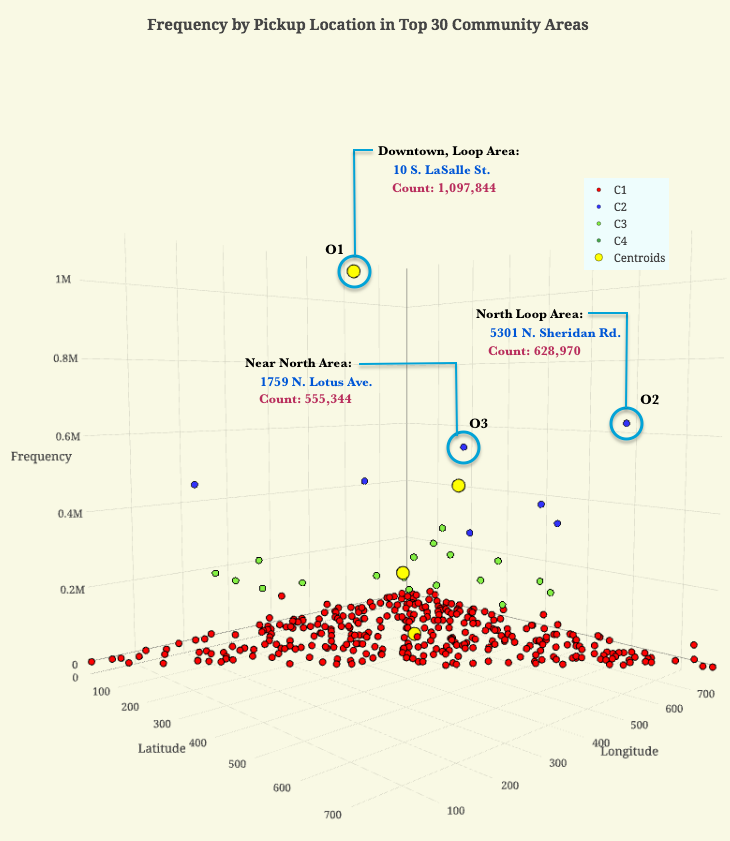 Frequency by Pickup Location in Top 30 Community Areas
Downtown, Loop Area:
10 S. LaSalle St.
Count: 1,097,844
C1
C2
C3
C4
Centroids
O1
1M
North Loop Area:
5301 N. Sheridan Rd.
Count: 628,970
0.8M
Near North Area:
1759 N. Lotus Ave.
Count: 555,344
O2
O3
0.6M
Frequency
0.4M
0.2M
0
0
100
200
300
400
500
600
700
Latitude
700
600
500
400
300
200
100
Longitude